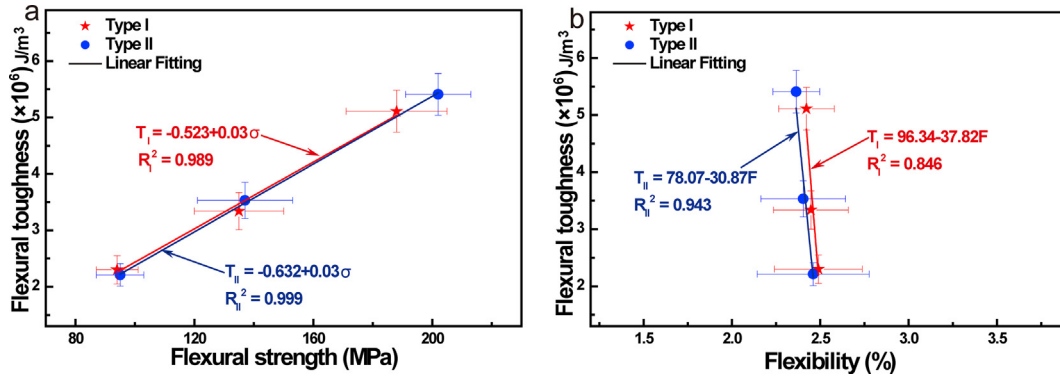 a
Type I
Type II
Linear Fitting
T_I = -0.523+0.03σ
R_I^2 = 0.989
T_II = -0.632+0.03σ
R_II^2 = 0.999
Flexural toughness (×10^6) J/m^3
2
3
4
5
6
80
120
160
200
Flexural strength (MPa)
b
Type I
Type II
Linear Fitting
T_I = 96.34-37.82F
R_I^2 = 0.846
T_II = 78.07-30.87F
R_II^2 = 0.943
Flexural toughness (×10^6) J/m^3
2
3
4
5
6
1.5
2.0
2.5
3.0
3.5
Flexibility (%)